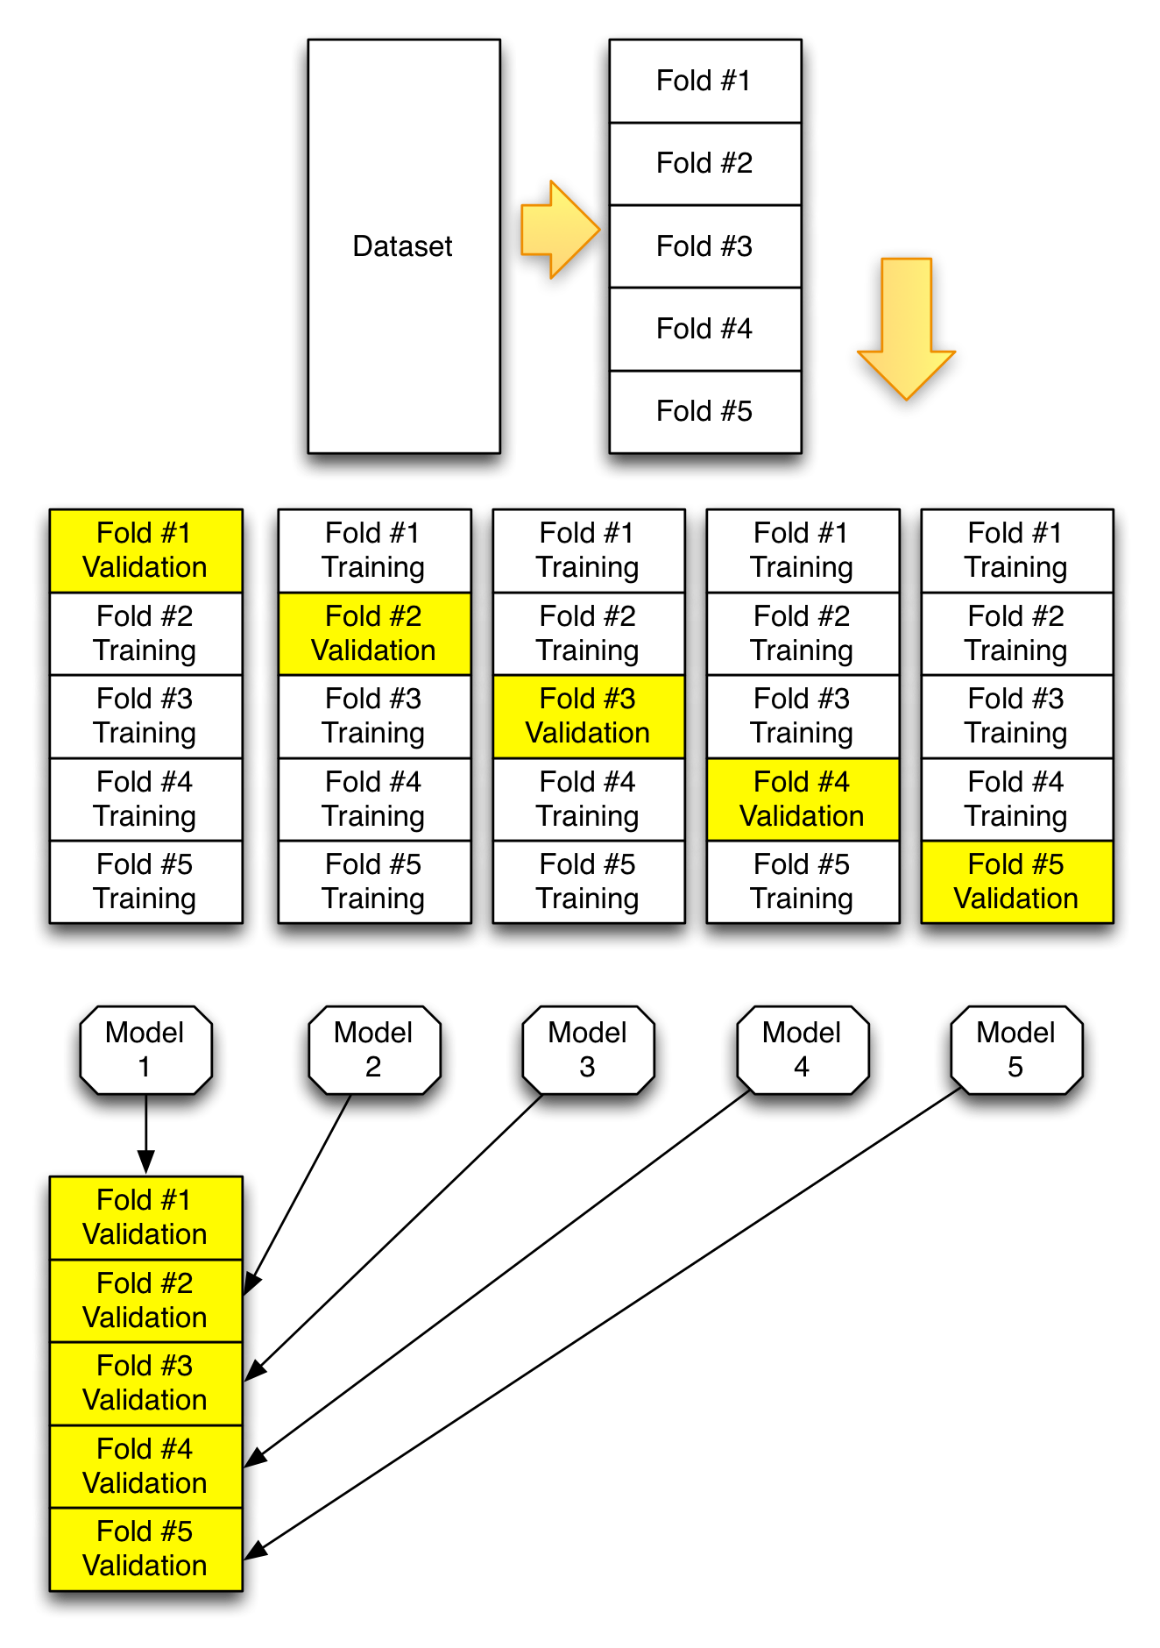 Dataset
Fold #1
Fold #2
Fold #3
Fold #4
Fold #5
Fold #1
Validation
Fold #2
Training
Fold #3
Training
Fold #4
Training
Fold #5
Training
Fold #1
Training
Fold #2
Validation
Fold #3
Training
Fold #4
Training
Fold #5
Training
Fold #1
Training
Fold #2
Training
Fold #3
Validation
Fold #4
Training
Fold #5
Training
Fold #1
Training
Fold #2
Training
Fold #3
Training
Fold #4
Validation
Fold #5
Training
Fold #1
Training
Fold #2
Training
Fold #3
Training
Fold #4
Training
Fold #5
Validation
Model
1
Model
2
Model
3
Model
4
Model
5
Fold #1
Validation
Fold #2
Validation
Fold #3
Validation
Fold #4
Validation
Fold #5
Validation